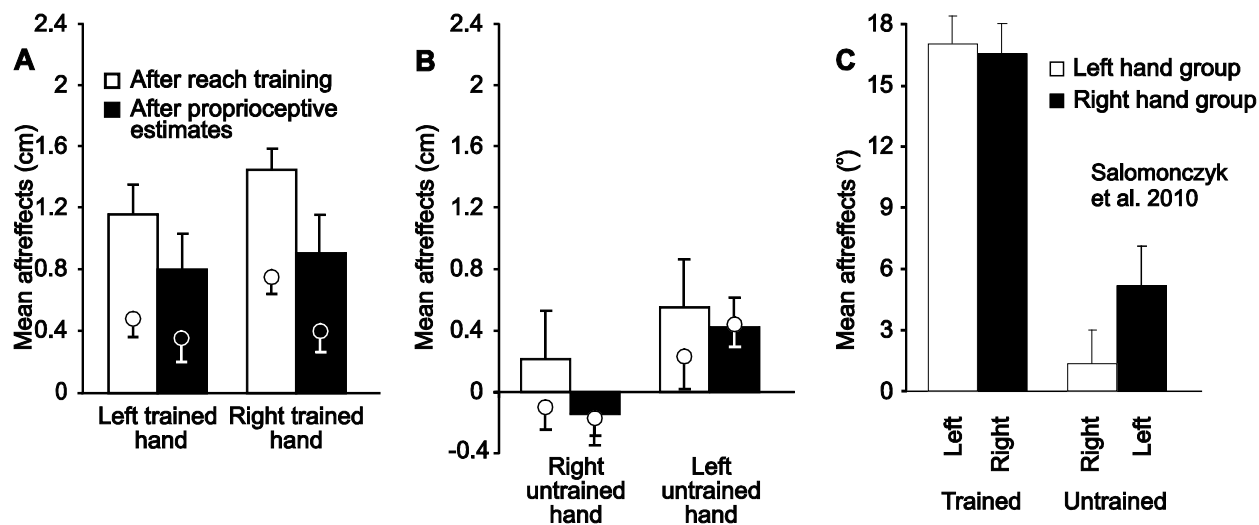 A
Mean aftreffects (cm)
2.4
2
1.6
1.2
0.8
0.4
0
After reach training
After proprioceptive
estimates
Left trained
hand
Right trained
hand
B
Mean aftreffects (cm)
2.4
2
1.6
1.2
0.8
0.4
0
-0.4
Right
untrained
hand
Left
untrained
hand
C
Mean aftreffects (°)
18
15
12
9
6
3
0
Left hand group
Right hand group
Salomonczyk
et al. 2010
Left
Right
Right
Left
Trained
Untrained